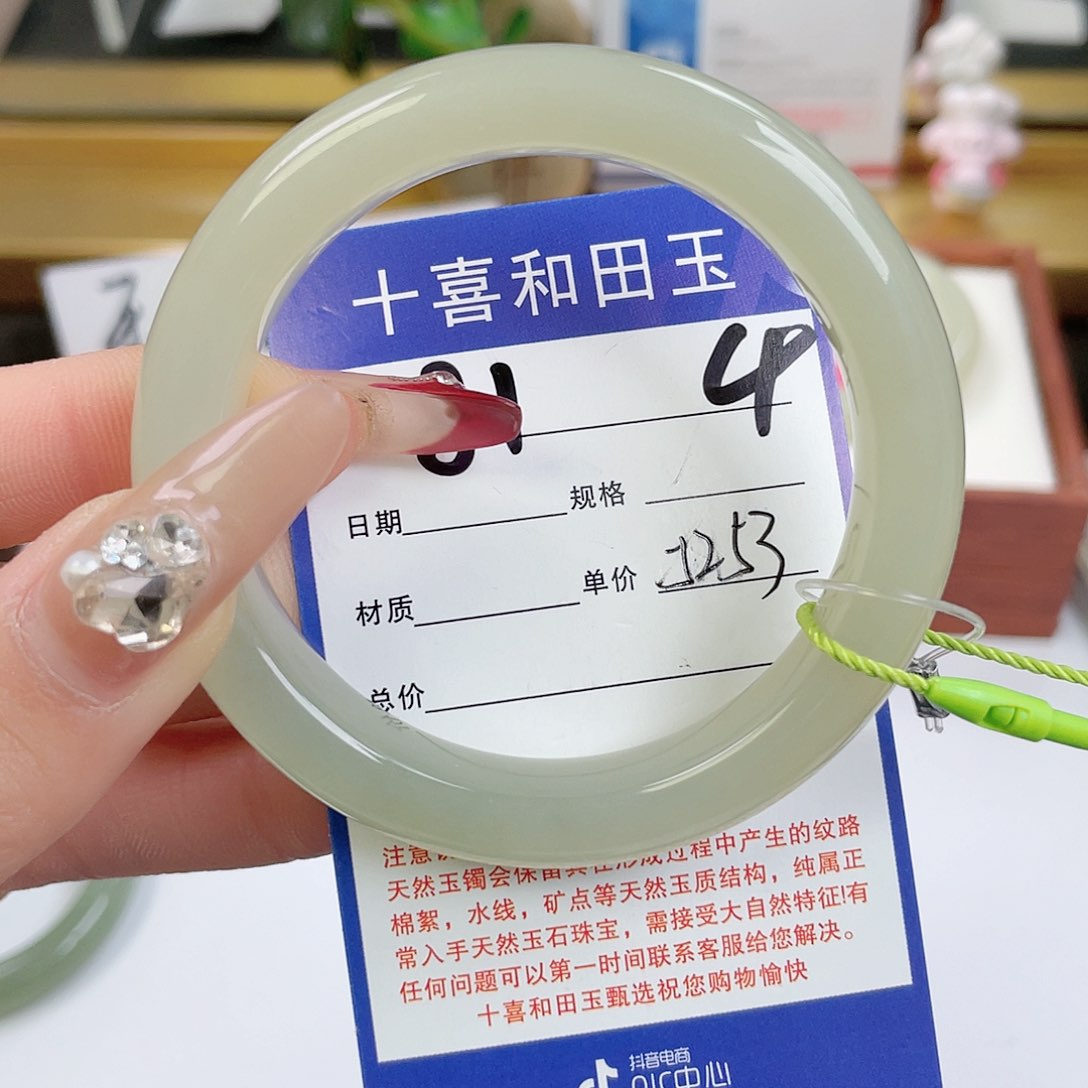 十喜和田玉
日期 规格
材质 单价
总价
天然玉镯会保留其在形成过程中产生的纹路
棉絮，水线，矿点等天然玉质结构，纯属正
常入手天然玉石珠宝，需接受大自然特征!有
任何问题可以第一时间联系客服给您解决。
十喜和田玉甄选祝您购物愉快
抖音电商
QIC中心